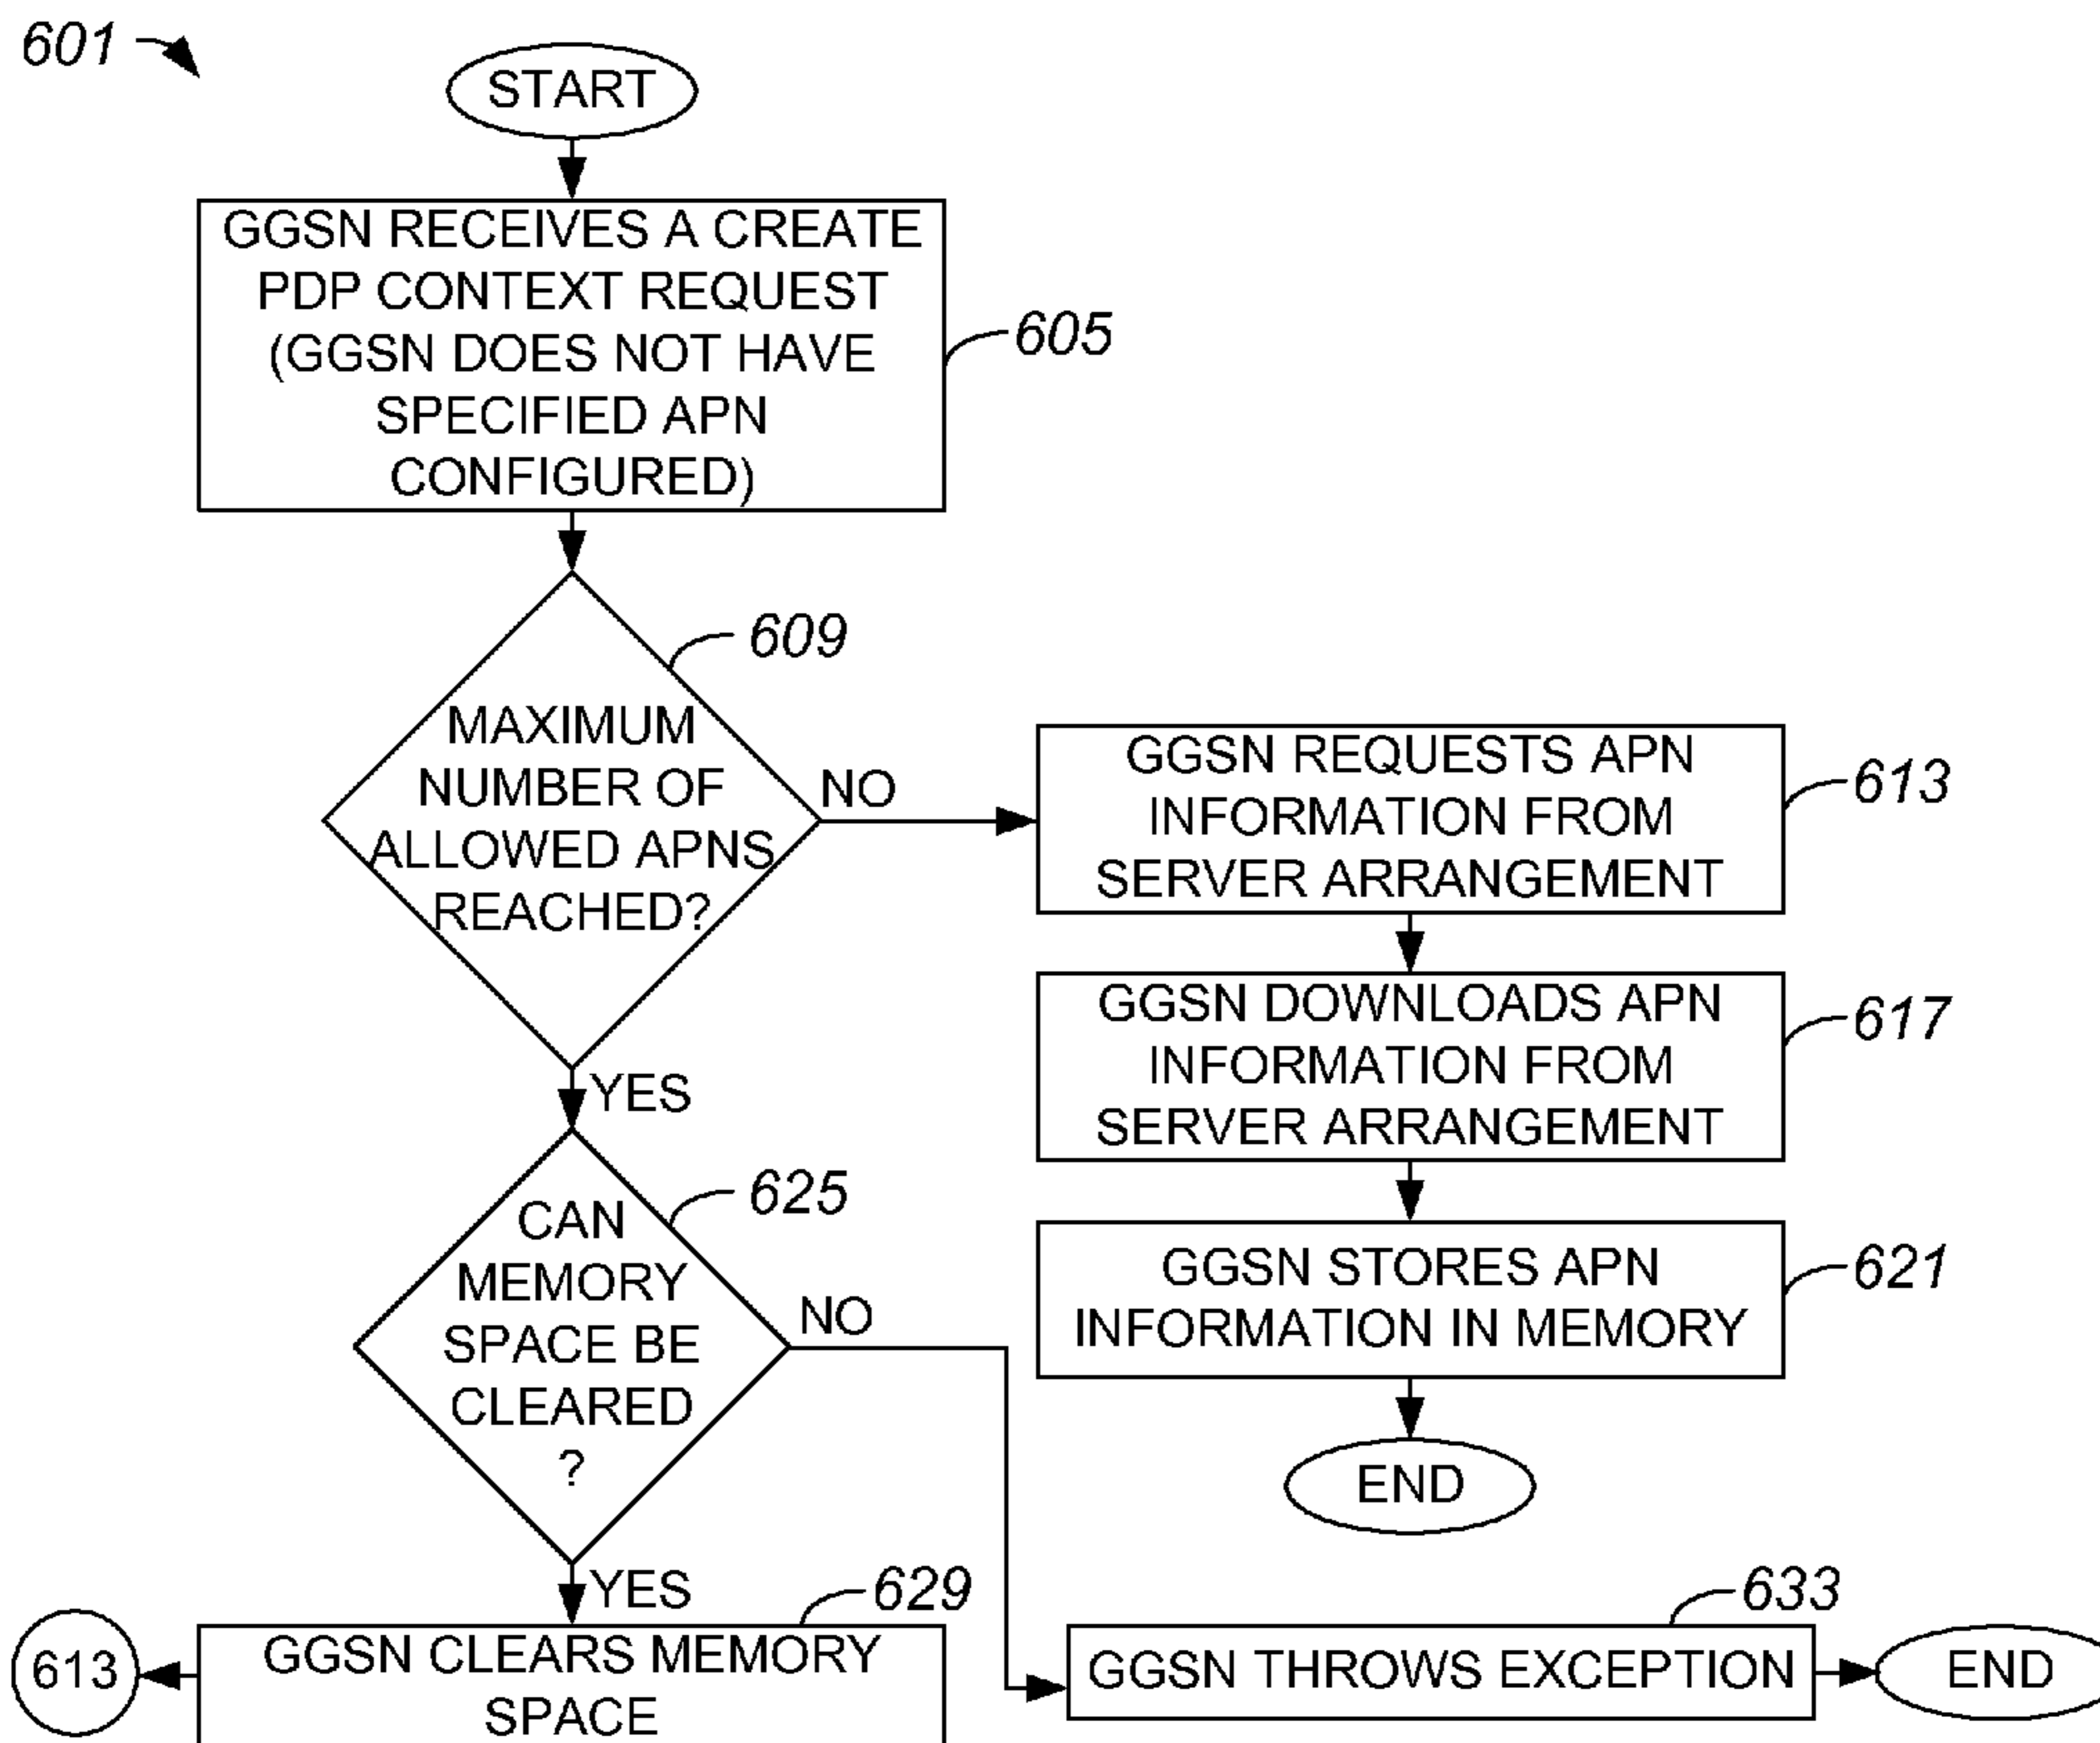 601
START
GGSN RECEIVES A CREATE
PDP CONTEXT REQUEST
(GGSN DOES NOT HAVE
SPECIFIED APN
CONFIGURED)
605
609
MAXIMUM
NUMBER OF
ALLOWED APNS
REACHED?
NO
YES
GGSN REQUESTS APN
INFORMATION FROM
SERVER ARRANGEMENT
613
GGSN DOWNLOADS APN
INFORMATION FROM
SERVER ARRANGEMENT
617
GGSN STORES APN
INFORMATION IN MEMORY
621
END
625
CAN
MEMORY
SPACE BE
CLEARED
?
NO
YES
629
GGSN CLEARS MEMORY
SPACE
613
633
GGSN THROWS EXCEPTION
END